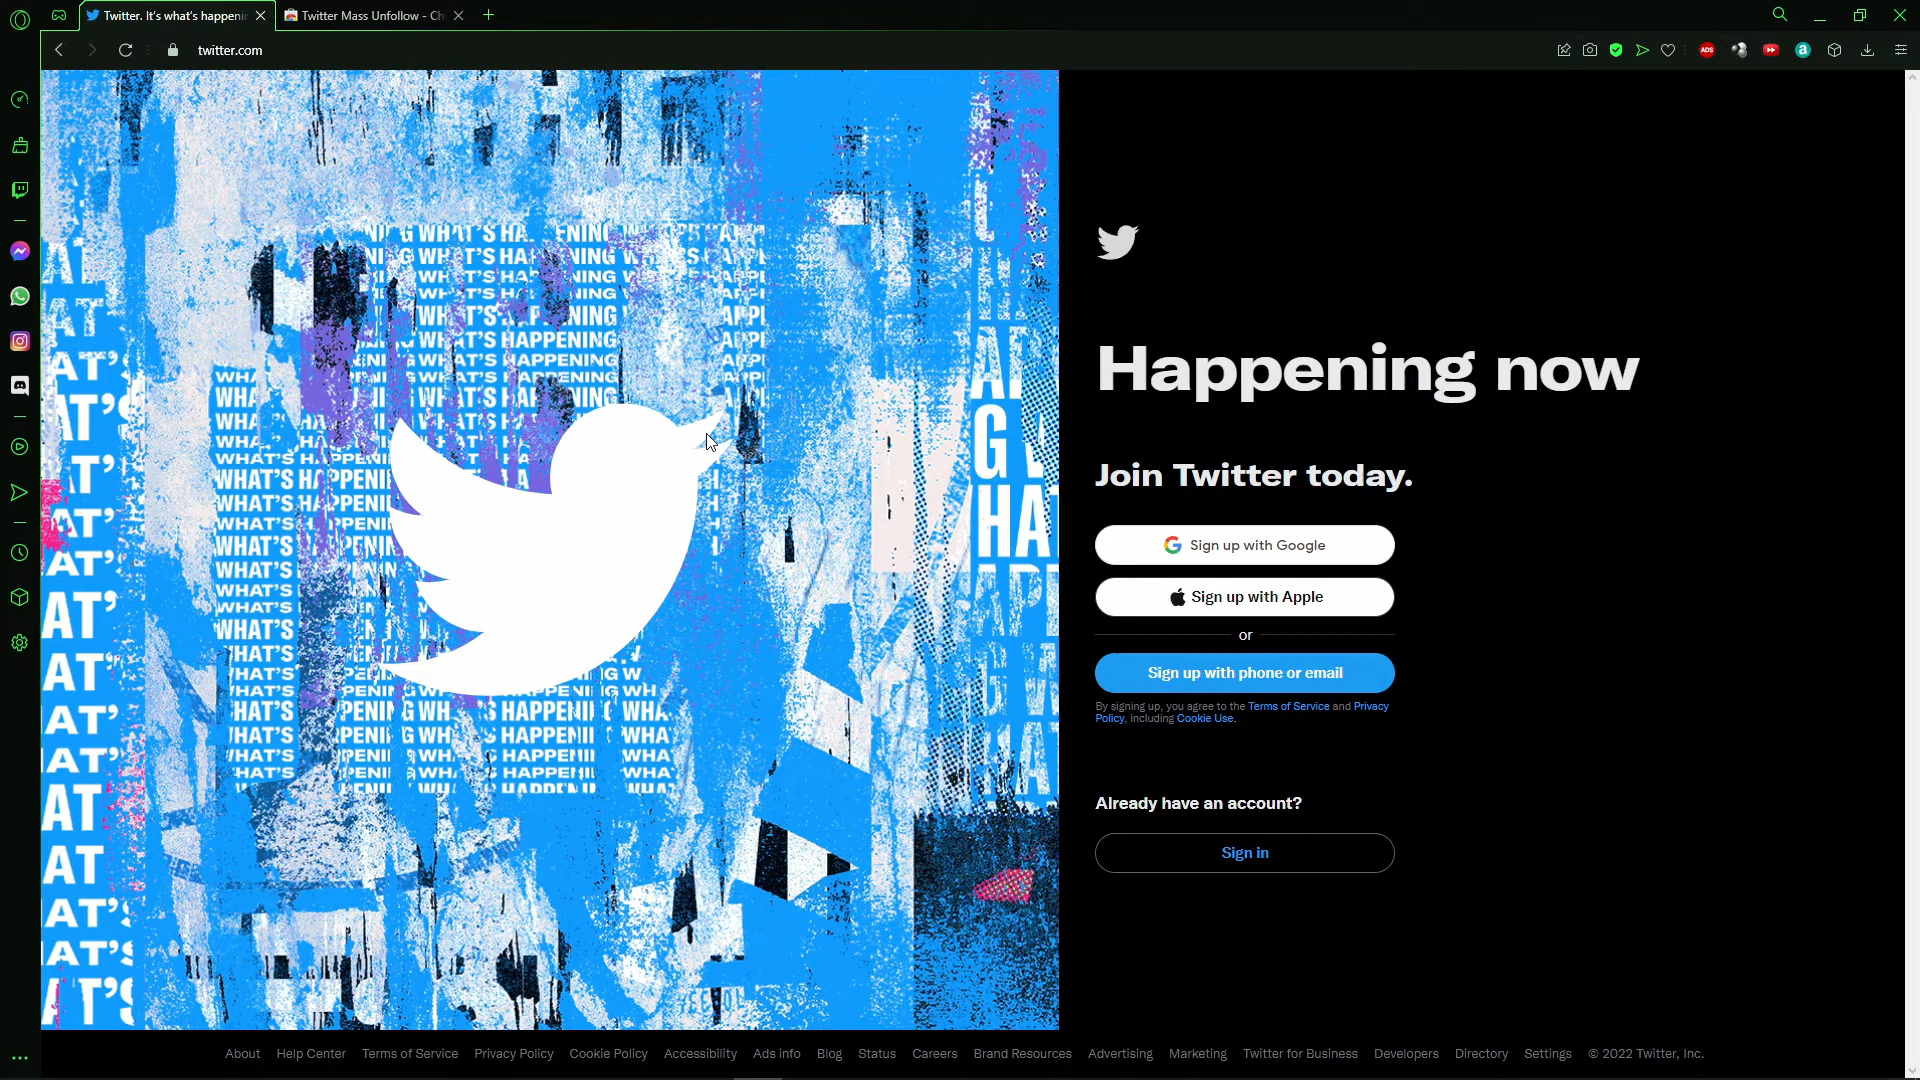 Twitter. It's what's happenin
Twitter Mass Unfollow - Ch
twitter.com
ADS
a
WHAT'S HAPPENING
Happening now
Join Twitter today.
Sign up with Google
Sign up with Apple
or
Sign up with phone or email
By signing up, you agree to the Terms of Service and Privacy
Policy, including Cookie Use.
Already have an account?
Sign in
About Help Center Terms of Service Privacy Policy Cookie Policy Accessibility Ads info Blog Status Careers Brand Resources Advertising Marketing Twitter for Business Developers Directory Settings © 2022 Twitter, Inc.